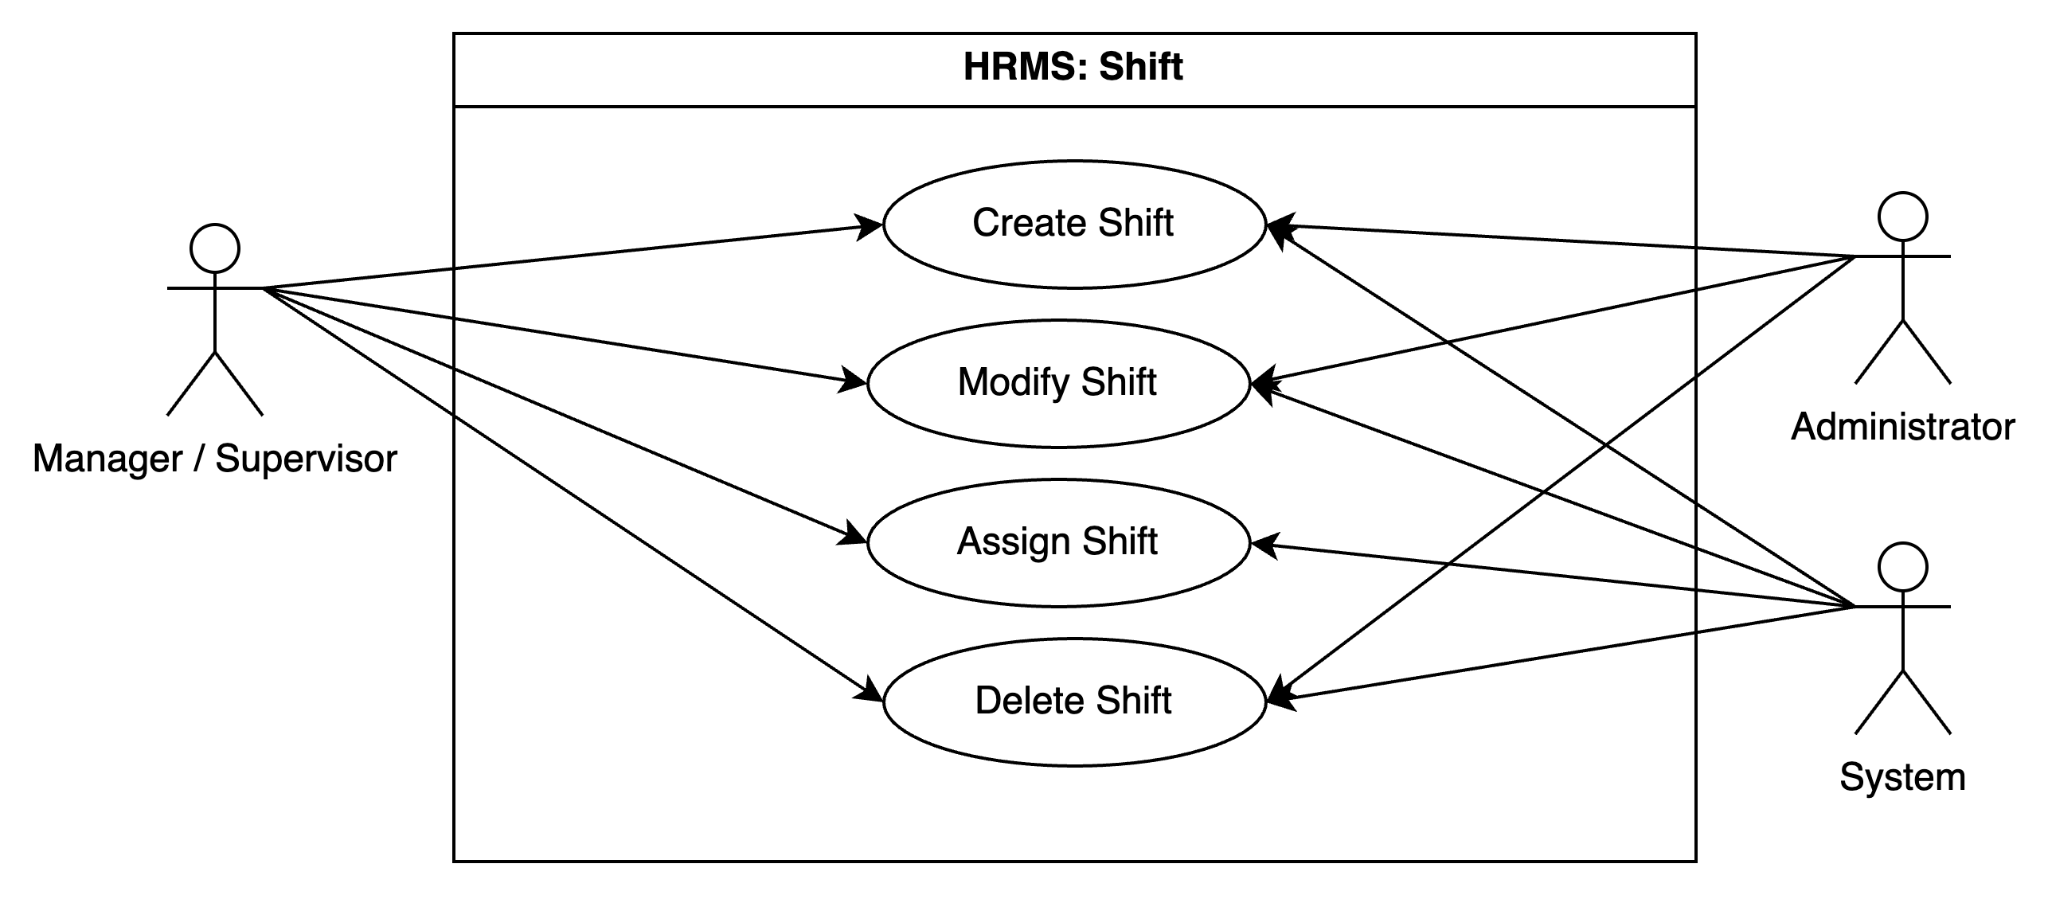 HRMS: Shift
Create Shift
Modify Shift
Assign Shift
Delete Shift
Manager / Supervisor
Administrator
System